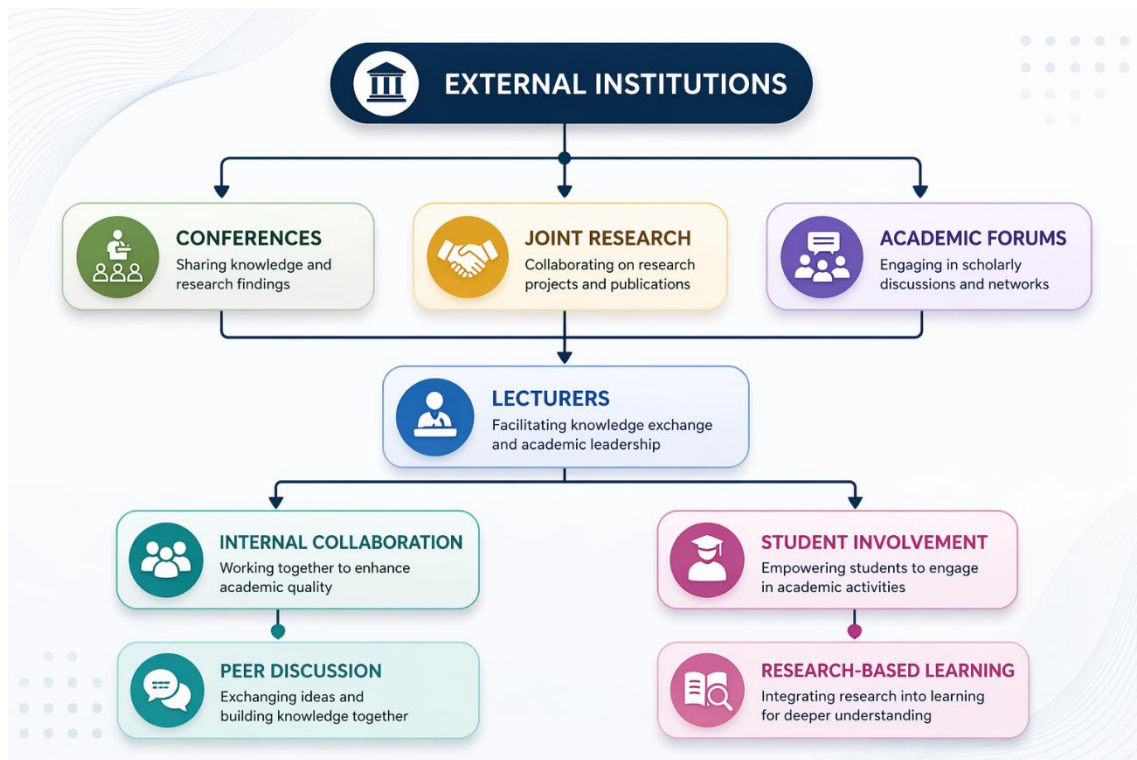 EXTERNAL INSTITUTIONS
CONFERENCES
Sharing knowledge and
research findings
JOINT RESEARCH
Collaborating on research
projects and publications
ACADEMIC FORUMS
Engaging in scholarly
discussions and networks
LECTURERS
Facilitating knowledge exchange
and academic leadership
INTERNAL COLLABORATION
Working together to enhance
academic quality
STUDENT INVOLVEMENT
Empowering students to engage
in academic activities
PEER DISCUSSION
Exchanging ideas and
building knowledge together
RESEARCH-BASED LEARNING
Integrating research into learning
for deeper understanding